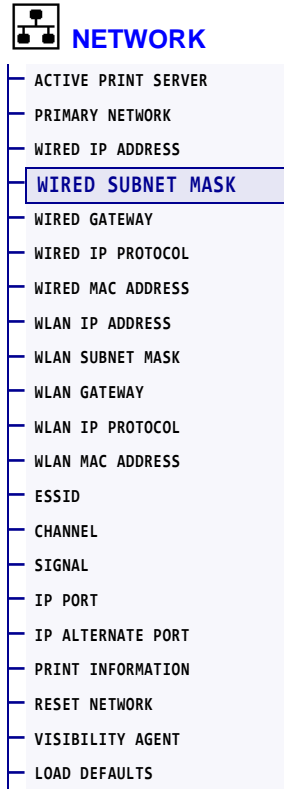 NETWORK
ACTIVE PRINT SERVER
PRIMARY NETWORK
WIRED IP ADDRESS
WIRED SUBNET MASK
WIRED GATEWAY
WIRED IP PROTOCOL
WIRED MAC ADDRESS
WLAN IP ADDRESS
WLAN SUBNET MASK
WLAN GATEWAY
WLAN IP PROTOCOL
WLAN MAC ADDRESS
ESSID
CHANNEL
SIGNAL
IP PORT
IP ALTERNATE PORT
PRINT INFORMATION
RESET NETWORK
VISIBILITY AGENT
LOAD DEFAULTS